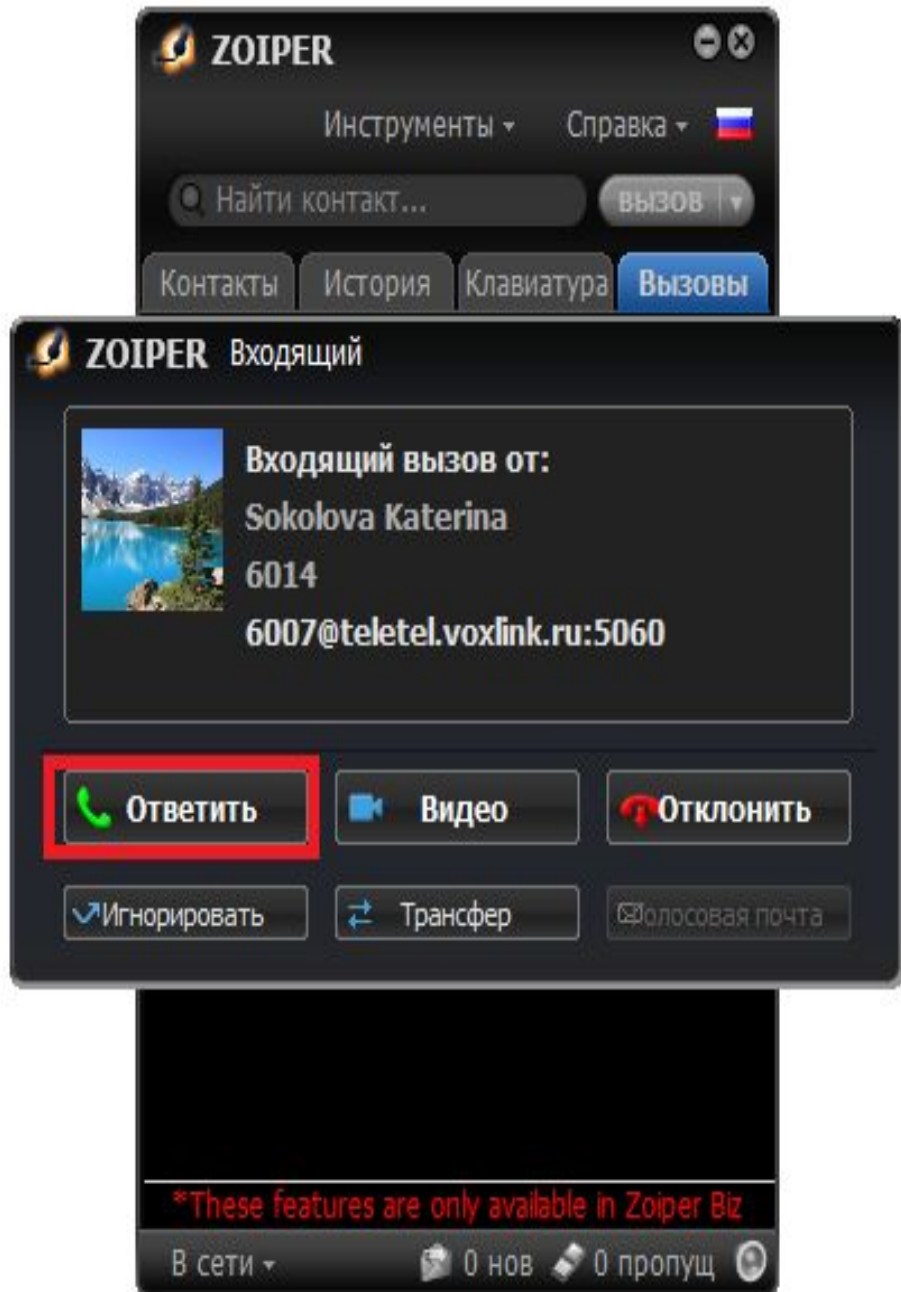 ZOIPER
Инструменты Справка
Найти контакт... вызов
Контакты История Клавиатура Вызовы
ZOIPER Входящий
Входящий вызов от:
Sokolova Katerina
6014
6007@teletel.voxlink.ru:5060
Ответить Видео Отклонить
Игнорировать Трансфер олосовая почта
*These features are only available in Zoiper Biz
В сети 0 нов 0 пропущ